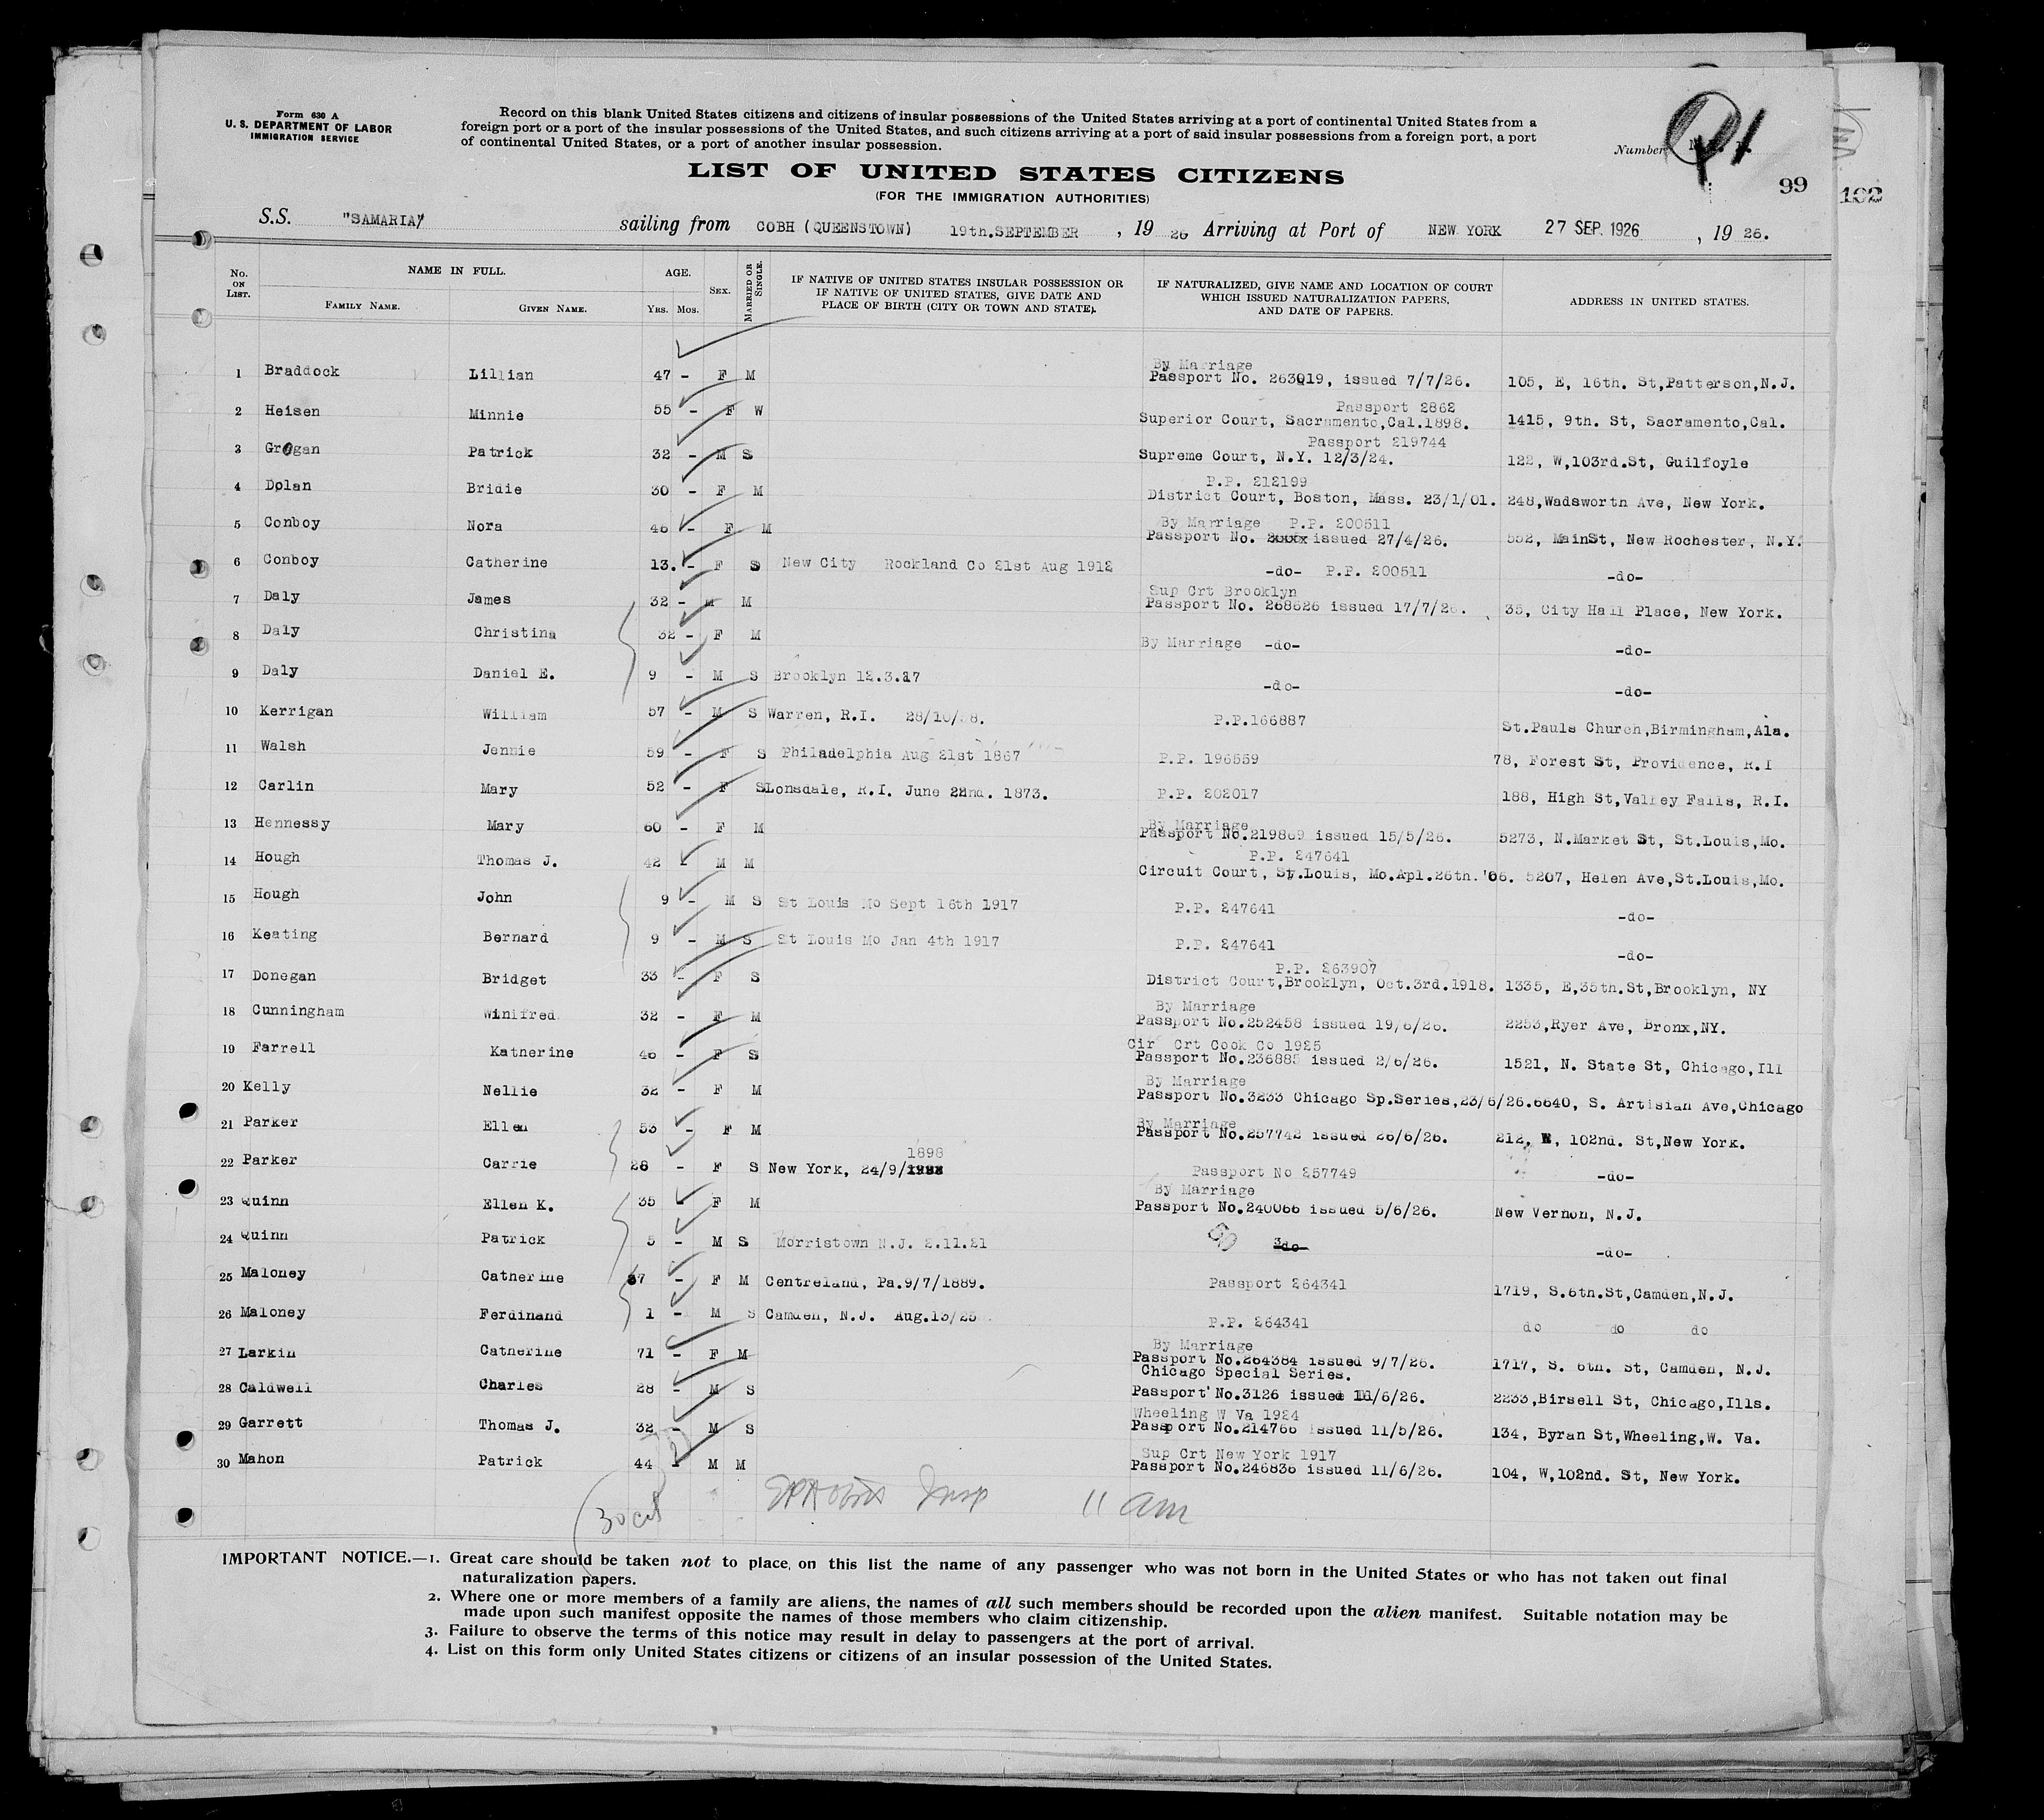 Form 630 A
U. S. DEPARTMENT OF LABOR
IMMIGRATION SERVICE
Record on this blank United States citizens and citizens of insular possessions of the United States arriving at a port of continental United States from a
foreign port or a port of the insular possessions of the United States, and such citizens arriving at a port of said insular possessions from a foreign port, a port
of continental United States, or a port of another insular possession.
Number
LIST OF UNITED STATES CITIZENS
99
(FOR THE IMMIGRATION AUTHORITIES)
S.S. "SAMARIA" sailing from COBH (QUEENSTOWN) 19th.SEPTEMBER , 19 26 Arriving at Port of NEW YORK 27 SEP. 1926 , 19 26.
No. ON LIST. NAME IN FULL. FAMILY NAME. GIVEN NAME. AGE. YRS. MOS. SEX. MARRIED OR SINGLE. IF NATIVE OF UNITED STATES INSULAR POSSESSION OR IF NATIVE OF UNITED STATES, GIVE DATE AND PLACE OF BIRTH (CITY OR TOWN AND STATE). IF NATURALIZED, GIVE NAME AND LOCATION OF COURT WHICH ISSUED NATURALIZATION PAPERS, AND DATE OF PAPERS. ADDRESS IN UNITED STATES.
By Marriage
1 Braddock Lillian 47 - F M Passport No. 263019, issued 7/7/26. 105, E, 16th. St,Patterson,N.J.
Passport 2862
2 Heisen Minnie 55 - F W Superior Court, Sacramento,Cal.1898. 1415, 9th. St, Sacramento,Cal.
Passport 219744
3 Grogan Patrick 32 - M S Supreme Court, N.Y. 12/3/24. 122, W,103rd.St, Guilfoyle
P.P. 212199
4 Dolan Bridie 30 - F M District Court, Boston, Mass. 23/1/01. 248,Wadsworth Ave, New York.
By Marriage P.P. 200511
5 Conboy Nora 46 - F M Passport No. issued 27/4/26. 552, MainSt, New Rochester, N.Y.
6 Conboy Catherine 13. - F S New City Rockland Co 21st Aug 1912 -do- P.P. 200511 -do-
Sup Crt Brooklyn
7 Daly James 32 - M M Passport No. 268626 issued 17/7/26. 35, City Hall Place, New York.
8 Daly Christina 32 - F M By Marriage -do- -do-
9 Daly Daniel E. 9 - M S Brooklyn 12.3.17 -do- -do-
10 Kerrigan William 57 - M S Warren, R.I. 28/10/ 8. P.P.166887 St.Pauls Church,Birmingham,Ala.
11 Walsh Jennie 59 - F S Philadelphia Aug 21st 1867 P.P. 196559 78, Forest St, Providence, R.I
12 Carlin Mary 52 - F S Lonsdale, R.I. June 22nd. 1873. P.P. 202017 188, High St,Valley Falls, R.I.
By Marriage
13 Hennessy Mary 60 - F M Passport No.219869 issued 15/5/26. 5273, N.Market St, St.Louis,Mo.
P.P. 247641
14 Hough Thomas J. 42 - M M Circuit Court, St.Louis, Mo.Apl.26th.'06. 5207, Helen Ave,St.Louis,Mo.
15 Hough John 9 - M S St Louis Mo Sept 16th 1917 P.P. 247641 -do-
16 Keating Bernard 9 - M S St Louis Mo Jan 4th 1917 P.P. 247641 -do-
P.P. 263907
17 Donegan Bridget 33 - F S District Court,Brooklyn, Oct.3rd.1918. 1335, E,35th.St,Brooklyn, NY
By Marriage
18 Cunningham Winifred 32 - F M Passport No.252458 issued 19/6/26. 2253,Ryer Ave, Bronx,NY.
Cir Crt Cook Co 1925
19 Farrell Katherine 46 - F S Passport No.236885 issued 2/6/26. 1521, N. State St, Chicago,Ill
By Marriage
20 Kelly Nellie 32 - F M Passport No.3233 Chicago Sp.Series,23/6/26. 6640, S. Artisian Ave,Chicago
By Marriage
21 Parker Ellen 53 - F M Passport No.257742 issued 26/6/26. 212, E, 102nd. St,New York.
1898
22 Parker Carrie 28 - F S New York, 24/9/ Passport No 257749 -do-
By Marriage
23 Quinn Ellen K. 35 - F M Passport No.240066 issued 5/6/26. New Vernon, N.J.
24 Quinn Patrick 5 - M S Morristown N.J. 2.11.21 do -do-
25 Maloney Catherine 37 - F M Centreland, Pa.9/7/1889. Passport 264341 1719, S.6th.St,Camden,N.J.
26 Maloney Ferdinand 1 - M S Camden, N.J. Aug.13/25 P.P. 264341 do do do
By Marriage
27 Larkin Catherine 71 - F M Passport No.264384 issued 9/7/26. 1717, S. 6th. St, Camden, N.J.
Chicago Special Series.
28 Caldwell Charles 28 - M S Passport No.3126 issued 11/6/26. 2233,Birsell St, Chicago,Ills.
Wheeling W Va 1924
29 Garrett Thomas J. 32 - M S Passport No.214766 issued 11/5/26. 134, Byran St,Wheeling,W. Va.
Sup Crt New York 1917
30 Mahon Patrick 44 - M M Passport No.246836 issued 11/6/26. 104, W,102nd. St, New York.
30 cit Insp 11 am
IMPORTANT NOTICE.—1. Great care should be taken not to place, on this list the name of any passenger who was not born in the United States or who has not taken out final
naturalization papers.
2. Where one or more members of a family are aliens, the names of all such members should be recorded upon the alien manifest. Suitable notation may be
made upon such manifest opposite the names of those members who claim citizenship.
3. Failure to observe the terms of this notice may result in delay to passengers at the port of arrival.
4. List on this form only United States citizens or citizens of an insular possession of the United States.